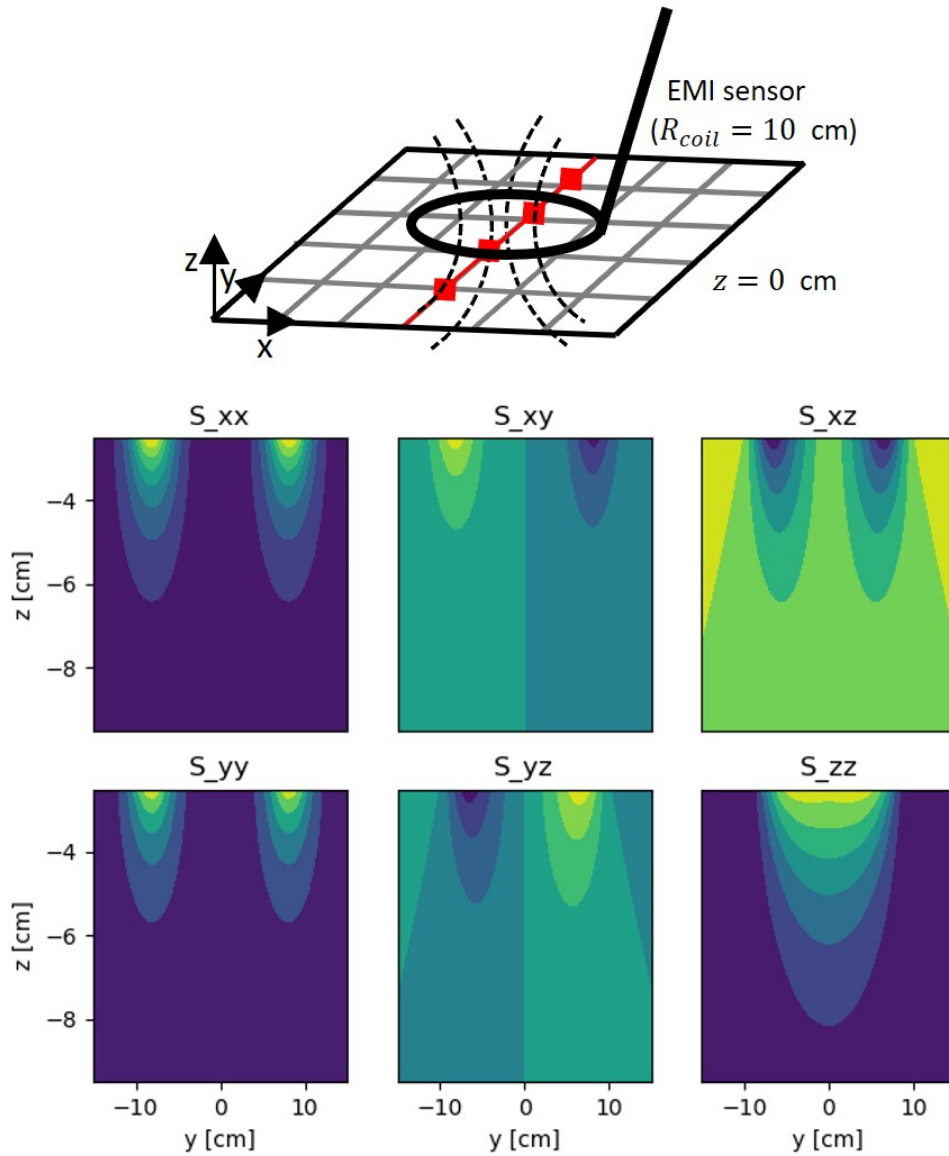 EMI sensor
(𝑅𝑐𝑜𝑖𝑙 = 10 cm)
z
y
x
𝑧 = 0 cm
S_xx
S_xy
S_xz
z [cm]
−4
−6
−8
S_yy
S_yz
S_zz
z [cm]
−4
−6
−8
−10 0 10
−10 0 10
−10 0 10
y [cm]
y [cm]
y [cm]